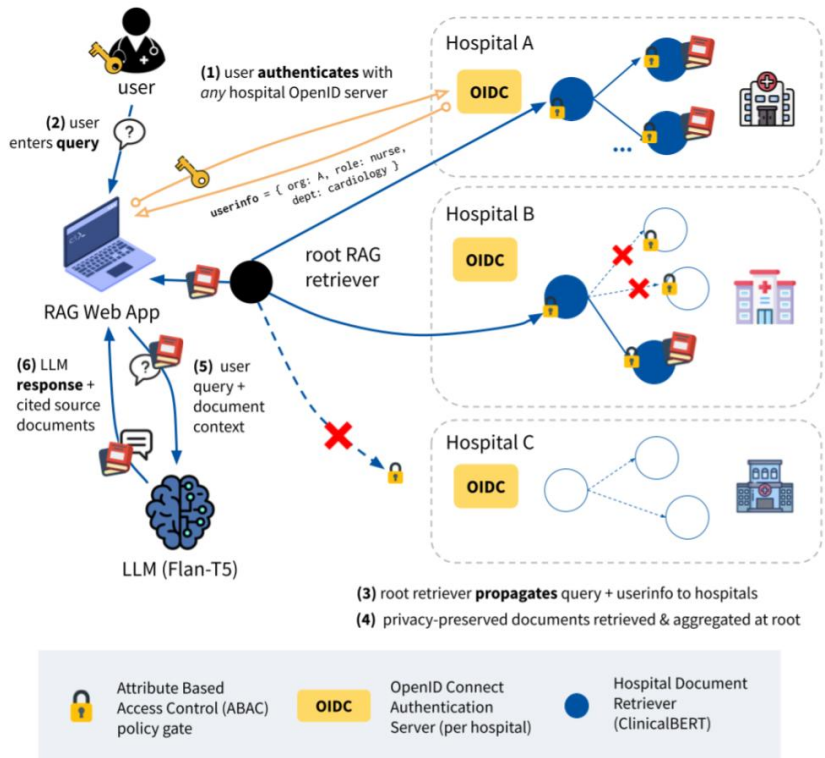 user
(1) user authenticates with
any hospital OpenID server
(2) user
enters query
?
userinfo = { org: A, role: nurse,
dept: cardiology }
Hospital A
OIDC
...
root RAG
retriever
RAG Web App
Hospital B
OIDC
(6) LLM
response +
cited source
documents
?
(5) user
query +
document
context
Hospital C
OIDC
LLM (Flan-T5)
(3) root retriever propagates query + userinfo to hospitals
(4) privacy-preserved documents retrieved & aggregated at root
Attribute Based
Access Control (ABAC)
policy gate
OIDC
OpenID Connect
Authentication
Server (per hospital)
Hospital Document
Retriever
(ClinicalBERT)